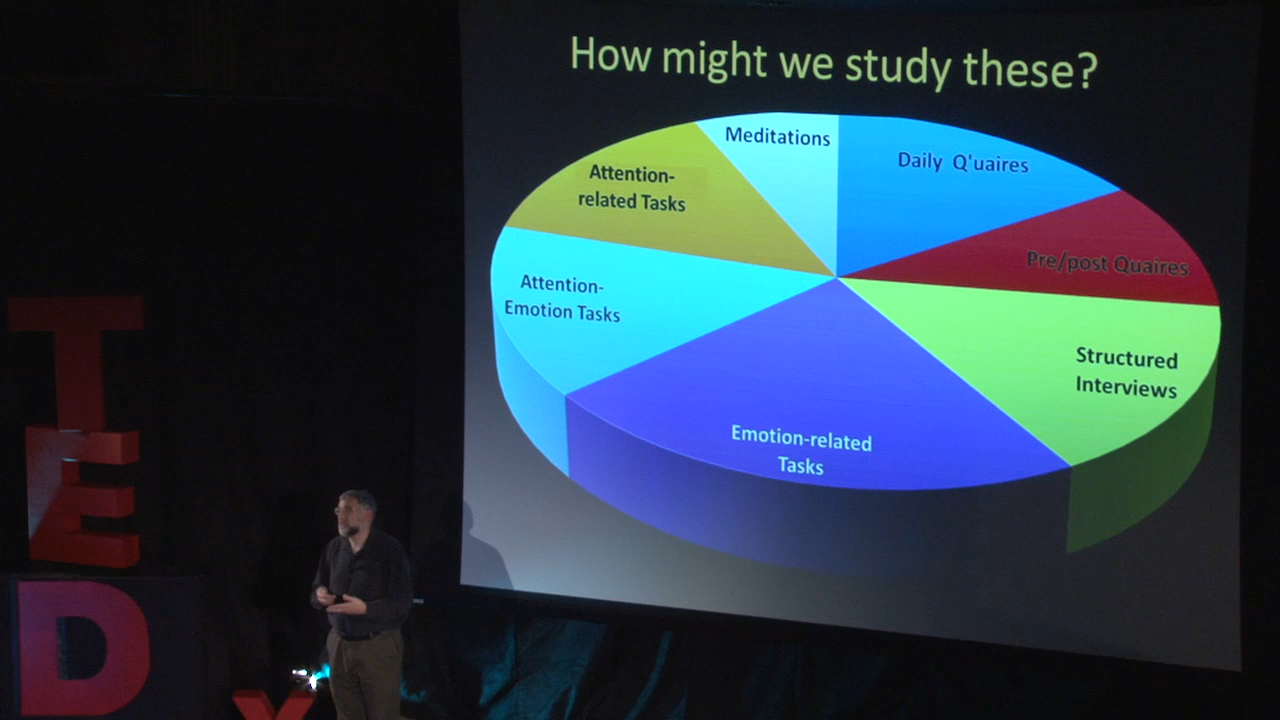 How might we study these?
Meditations
Daily Q'uaires
Attention-
related Tasks
Pre/post Quaires
Attention-
Emotion Tasks
Structured
Interviews
Emotion-related
Tasks
T
E
D
X